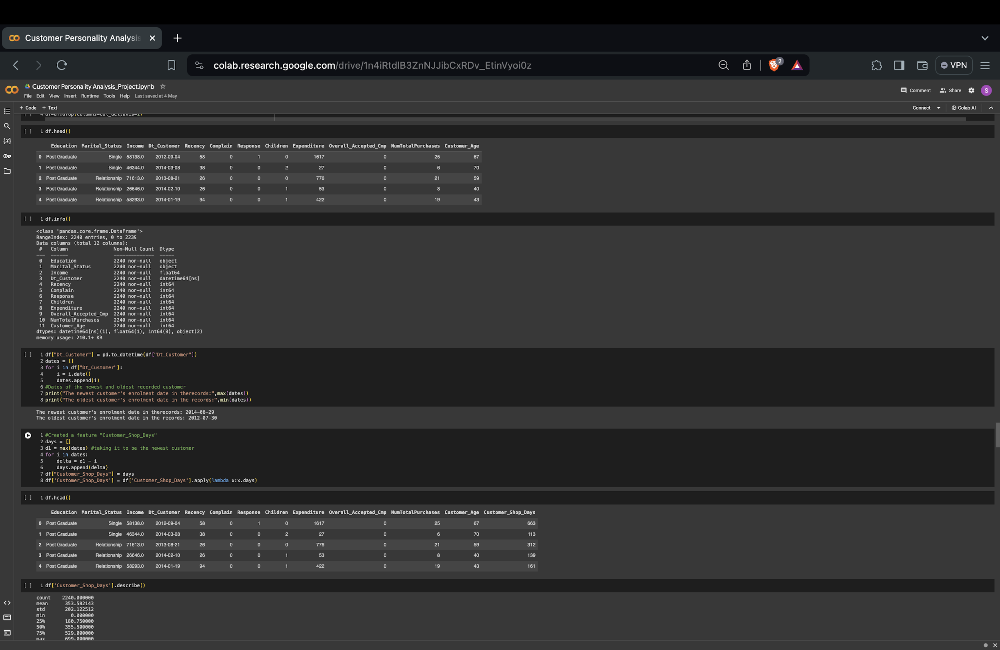 Customer Personality Analysis
colab.research.google.com/drive/1n4iRtdIB3ZnNJJibCxRDv_EtinVyoi0z
2
VPN
Customer Personality Analysis_Project.ipynb
Comment Share S
File Edit View Insert Runtime Tools Help Last saved at 4 May
+ Code + Text Connect Colab AI
[ ] 4 df=df.drop(columns=col_del,axis=1)
[ ] 1 df.head()
Education Marital_Status Income Dt_Customer Recency Complain Response Children Expenditure Overall_Accepted_Cmp NumTotalPurchases Customer_Age
0 Post Graduate Single 58138.0 2012-09-04 58 0 1 0 1617 0 25 67
1 Post Graduate Single 46344.0 2014-03-08 38 0 0 2 27 0 6 70
2 Post Graduate Relationship 71613.0 2013-08-21 26 0 0 0 776 0 21 59
3 Post Graduate Relationship 26646.0 2014-02-10 26 0 0 1 53 0 8 40
4 Post Graduate Relationship 58293.0 2014-01-19 94 0 0 1 422 0 19 43
[ ] 1 df.info()
<class 'pandas.core.frame.DataFrame'>
RangeIndex: 2240 entries, 0 to 2239
Data columns (total 12 columns):
# Column Non-Null Count Dtype
--- ------ -------------- -----
0 Education 2240 non-null object
1 Marital_Status 2240 non-null object
2 Income 2240 non-null float64
3 Dt_Customer 2240 non-null datetime64[ns]
4 Recency 2240 non-null int64
5 Complain 2240 non-null int64
6 Response 2240 non-null int64
7 Children 2240 non-null int64
8 Expenditure 2240 non-null int64
9 Overall_Accepted_Cmp 2240 non-null int64
10 NumTotalPurchases 2240 non-null int64
11 Customer_Age 2240 non-null int64
dtypes: datetime64[ns](1), float64(1), int64(8), object(2)
memory usage: 210.1+ KB
[ ] 1 df["Dt_Customer"] = pd.to_datetime(df["Dt_Customer"])
2 dates = []
3 for i in df["Dt_Customer"]:
4 i = i.date()
5 dates.append(i)
6 #Dates of the newest and oldest recorded customer
7 print("The newest customer's enrolment date in therecords:",max(dates))
8 print("The oldest customer's enrolment date in the records:",min(dates))
The newest customer's enrolment date in therecords: 2014-06-29
The oldest customer's enrolment date in the records: 2012-07-30
1 #Created a feature "Customer_Shop_Days"
2 days = []
3 d1 = max(dates) #taking it to be the newest customer
4 for i in dates:
5 delta = d1 - i
6 days.append(delta)
7 df["Customer_Shop_Days"] = days
8 df['Customer_Shop_Days'] = df['Customer_Shop_Days'].apply(lambda x:x.days)
[ ] 1 df.head()
Education Marital_Status Income Dt_Customer Recency Complain Response Children Expenditure Overall_Accepted_Cmp NumTotalPurchases Customer_Age Customer_Shop_Days
0 Post Graduate Single 58138.0 2012-09-04 58 0 1 0 1617 0 25 67 663
1 Post Graduate Single 46344.0 2014-03-08 38 0 0 2 27 0 6 70 113
2 Post Graduate Relationship 71613.0 2013-08-21 26 0 0 0 776 0 21 59 312
3 Post Graduate Relationship 26646.0 2014-02-10 26 0 0 1 53 0 8 40 139
4 Post Graduate Relationship 58293.0 2014-01-19 94 0 0 1 422 0 19 43 161
[ ] 1 df['Customer_Shop_Days'].describe()
count 2240.000000
mean 353.582143
std 202.122512
min 0.000000
25% 180.750000
50% 355.500000
75% 529.000000
max 699.000000